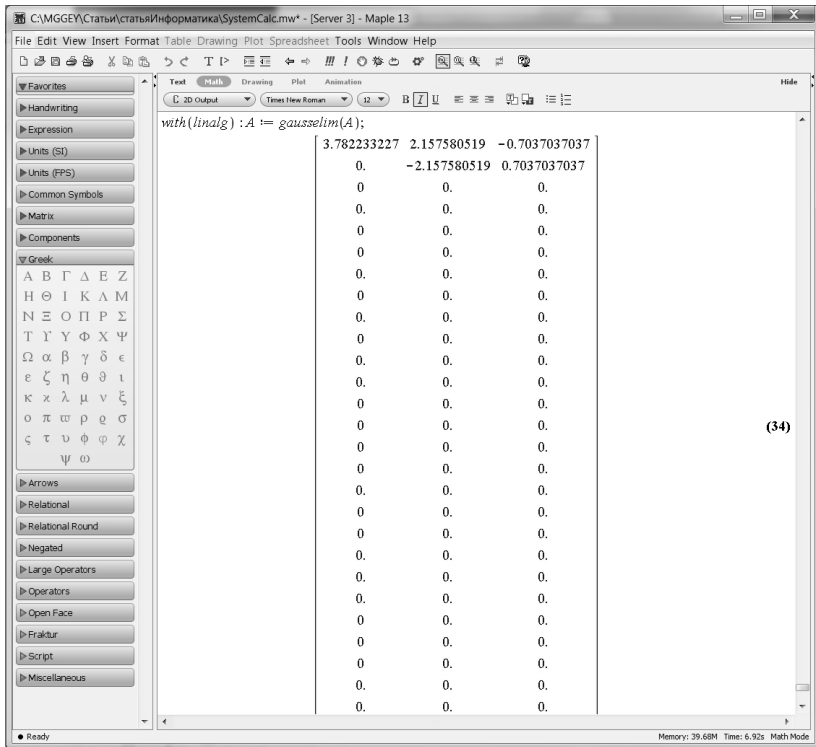 C:\MGGEY\Статьи\статьяИнформатика\SystemCalc.mw* - [Server 3] - Maple 13
File Edit View Insert Format Table Drawing Plot Spreadsheet Tools Window Help
Text Math Drawing Plot Animation Hide
C 2D Output Times New Roman 12 B I U
Favorites
Handwriting
Expression
Units (SI)
Units (FPS)
Common Symbols
Matrix
Components
Greek
Α Β Γ Δ Ε Ζ
Η Θ Ι Κ Λ Μ
Ν Ξ Ο Π Ρ Σ
Τ ϒ Υ Φ Χ Ψ
Ω α β γ δ ϵ
ε ζ η θ ϑ ι
κ ϰ λ μ ν ξ
ο π ϖ ρ ϱ σ
ς τ υ ϕ φ χ
ψ ω
Arrows
Relational
Relational Round
Negated
Large Operators
Operators
Open Face
Fraktur
Script
Miscellaneous
with(linalg) : A := gausselim(A);
3.782233227 2.157580519 -0.7037037037
0. -2.157580519 0.7037037037
0 0. 0.
0. 0. 0.
0 0. 0.
0 0. 0.
0. 0. 0.
0 0. 0.
0. 0. 0.
0 0. 0.
0. 0. 0.
0. 0. 0.
0 0. 0.
0 0. 0.
0 0. 0.
0 0. 0.
0. 0. 0.
0 0. 0.
0 0. 0.
0. 0. 0.
0. 0. 0.
0. 0. 0.
0 0. 0.
0 0. 0.
0 0. 0.
0. 0. 0.
0. 0. 0.
(34)
Ready
Memory: 39.68M Time: 6.92s Math Mode